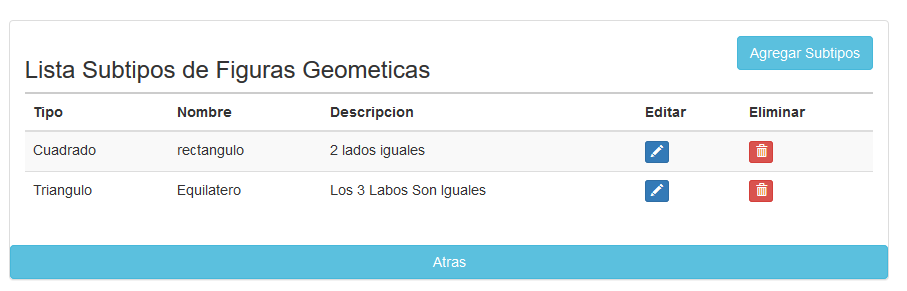 Agregar Subtipos
Lista Subtipos de Figuras Geometicas
Tipo Nombre Descripcion Editar Eliminar
Cuadrado rectangulo 2 lados iguales
Triangulo Equilatero Los 3 Labos Son Iguales
Atras